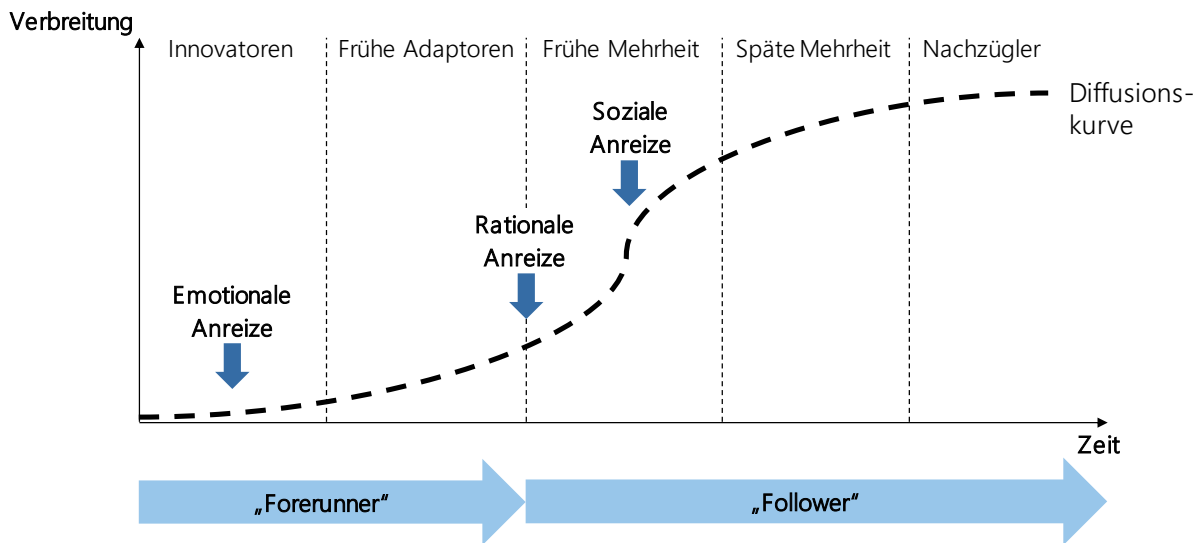 Verbreitung
Innovatoren
Frühe Adaptoren
Frühe Mehrheit
Späte Mehrheit
Nachzügler
Diffusions-
kurve
Soziale
Anreize
Rationale
Anreize
Emotionale
Anreize
Zeit
„Forerunner“
„Follower“